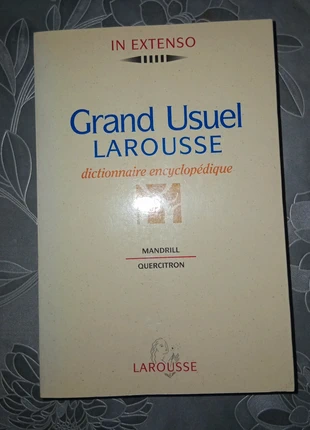 IN EXTENSO
Grand Usuel
LAROUSSE
dictionnaire encyclopédique
MANDRILL
QUERCITRON
LAROUSSE